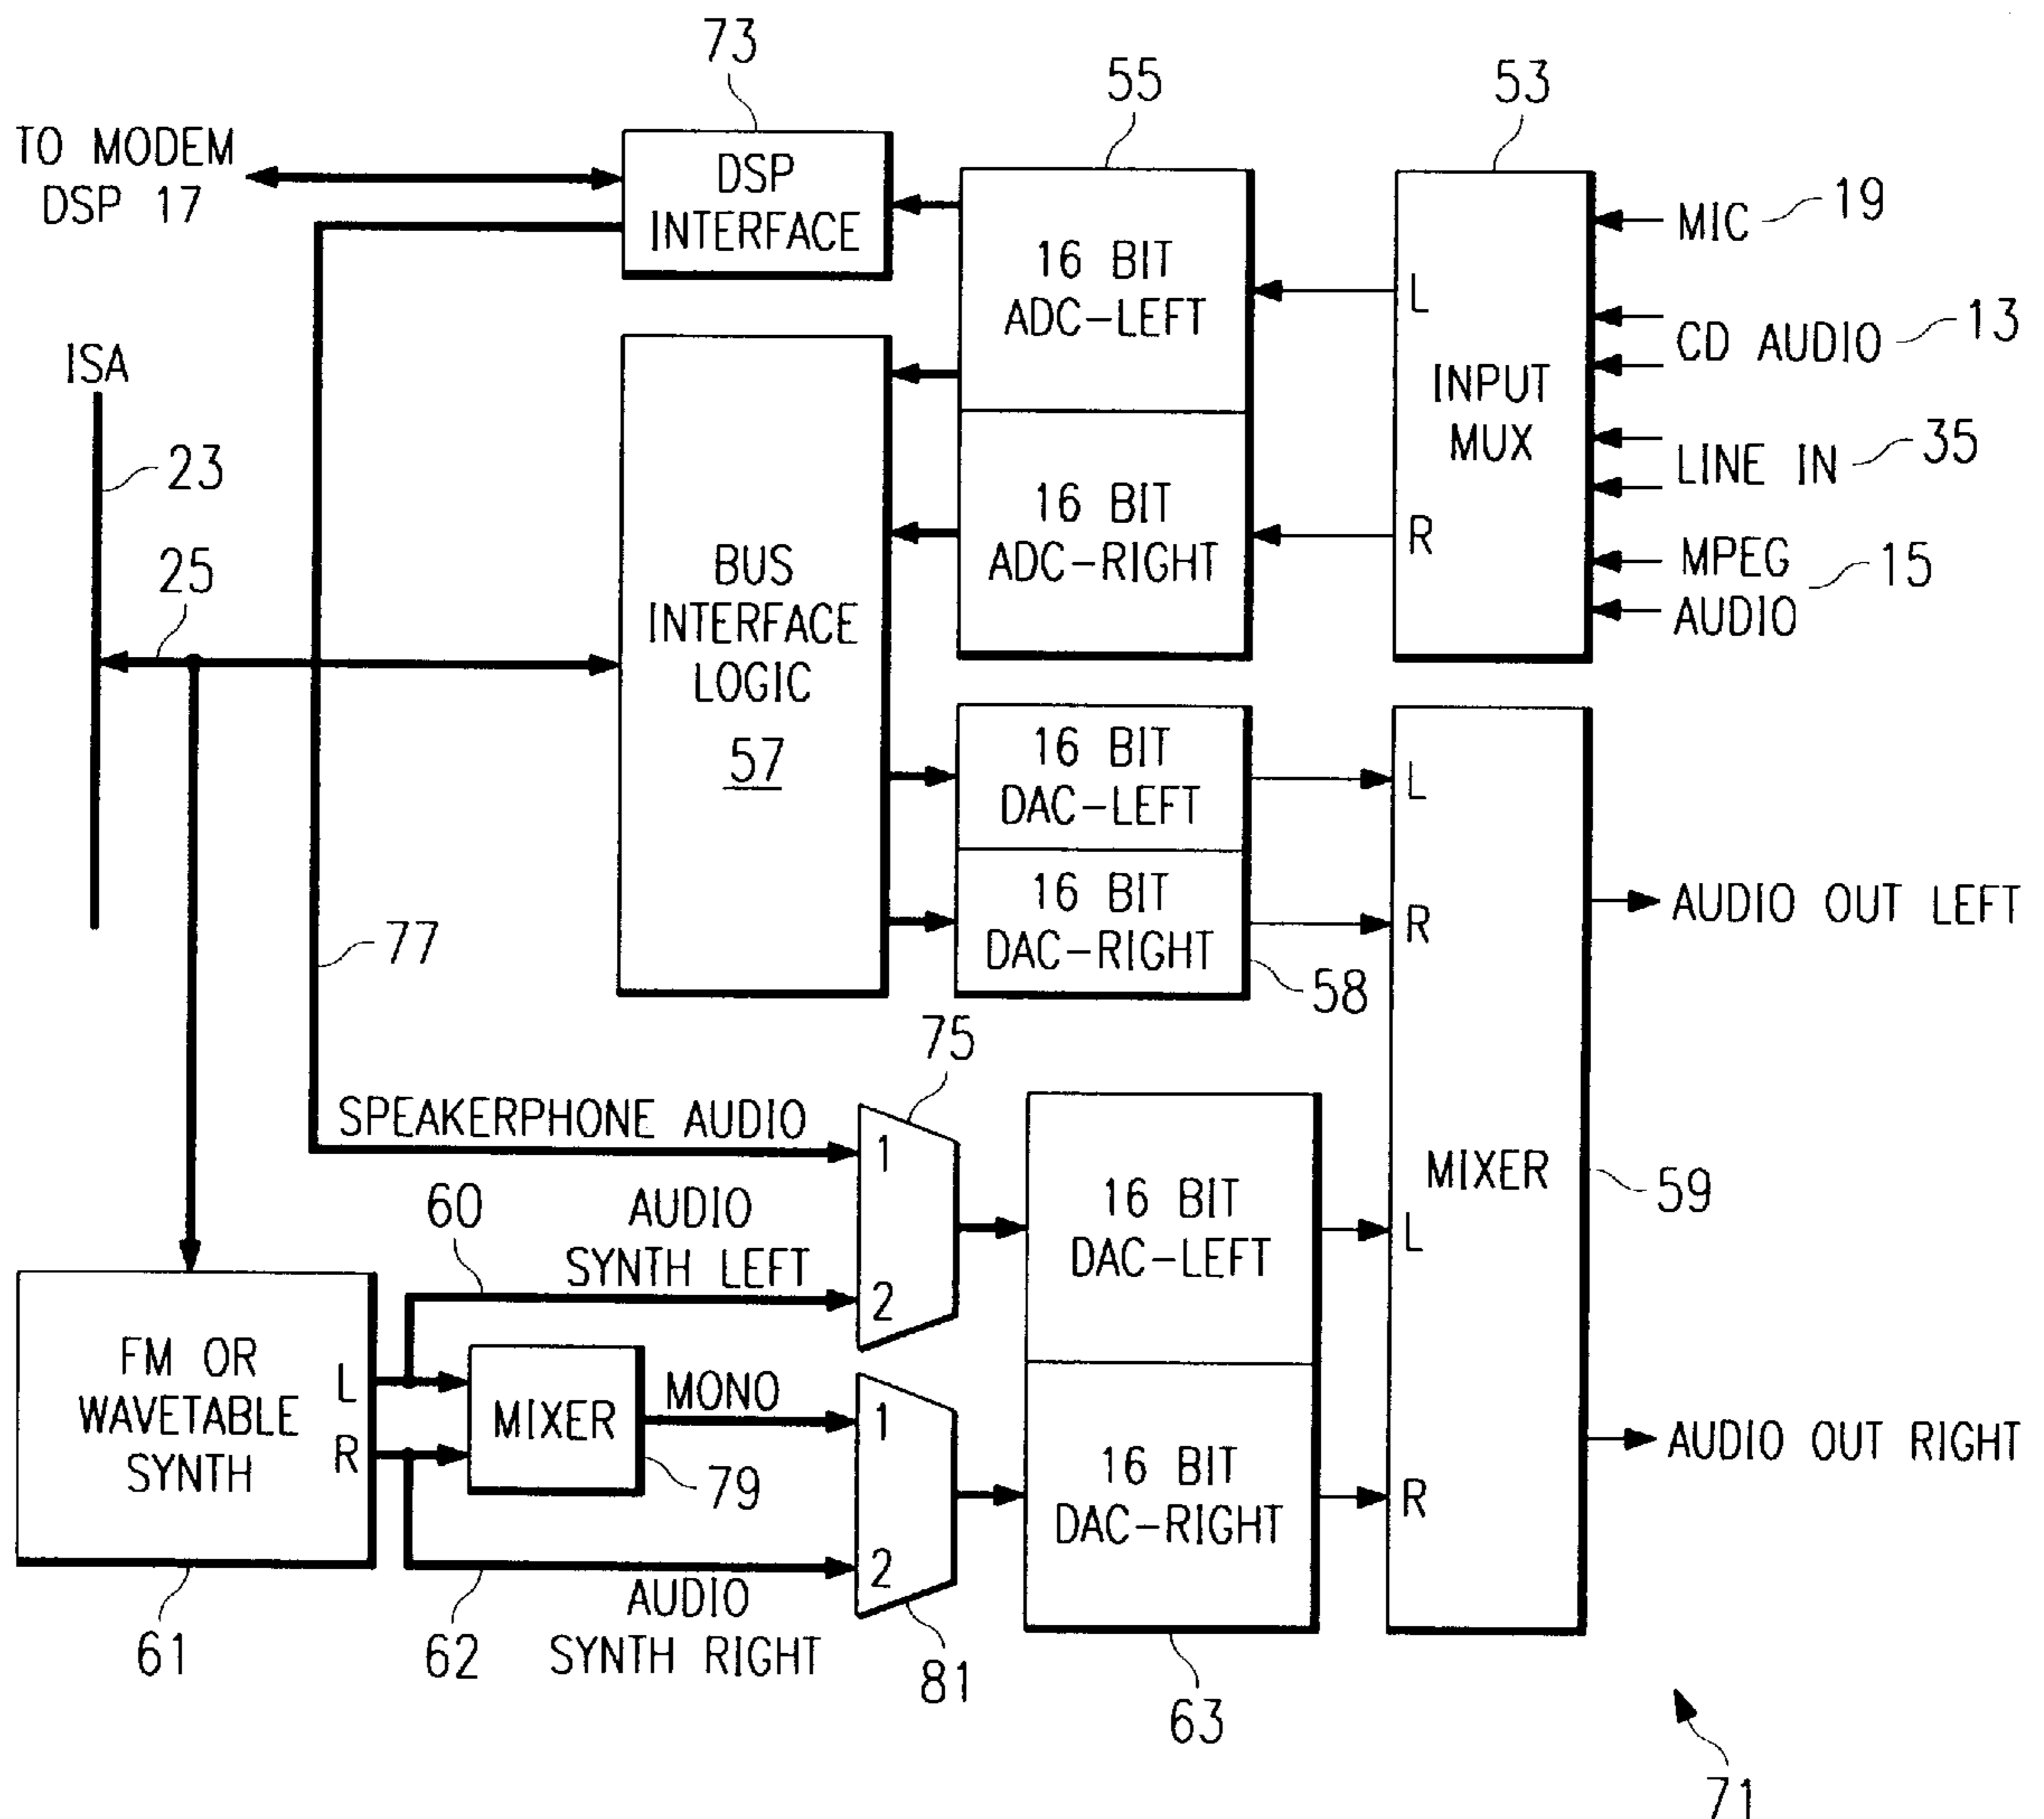 73
55
53
TO MODEM
DSP 17
DSP
INTERFACE
16 BIT
ADC-LEFT
16 BIT
ADC-RIGHT
L
R
INPUT
MUX
MIC
19
CD AUDIO
13
LINE IN
35
MPEG
AUDIO
15
ISA
23
25
BUS
INTERFACE
LOGIC
57
16 BIT
DAC-LEFT
16 BIT
DAC-RIGHT
58
L
R
AUDIO OUT LEFT
77
75
SPEAKERPHONE AUDIO
1
60
AUDIO
SYNTH LEFT
2
16 BIT
DAC-LEFT
MIXER
59
L
FM OR
WAVETABLE
SYNTH
L
R
MIXER
MONO
79
1
2
16 BIT
DAC-RIGHT
R
AUDIO OUT RIGHT
61
62
AUDIO
SYNTH RIGHT
81
63
71